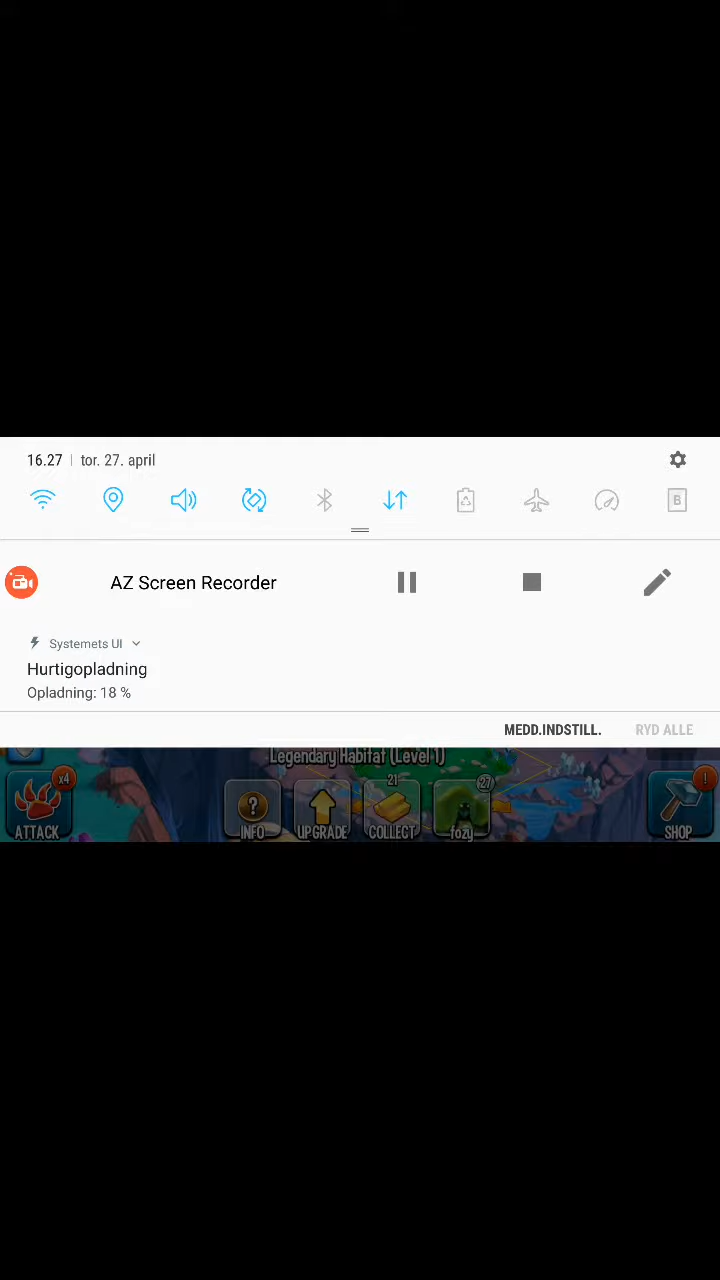 16.27 | tor. 27. april
B
AZ Screen Recorder
Systemets UI
Hurtigopladning
Opladning: 18 %
MEDD.INDSTILL. RYD ALLE
Legendary Habitat (Level 1)
x4 21 27 !
?
ATTACK INFO UPGRADE COLLECT fozy SHOP